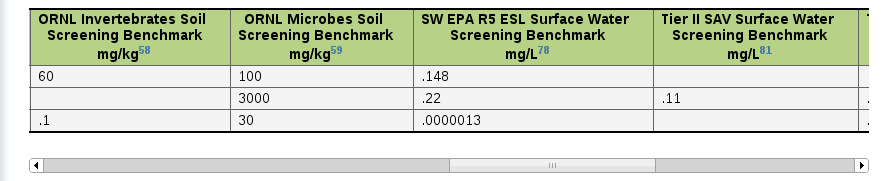 ORNL Invertebrates Soil Screening Benchmark mg/kg58
ORNL Microbes Soil Screening Benchmark mg/kg59
SW EPA R5 ESL Surface Water Screening Benchmark mg/L78
Tier II SAV Surface Water Screening Benchmark mg/L81
60 100 .148
3000 .22 .11
.1 30 .0000013